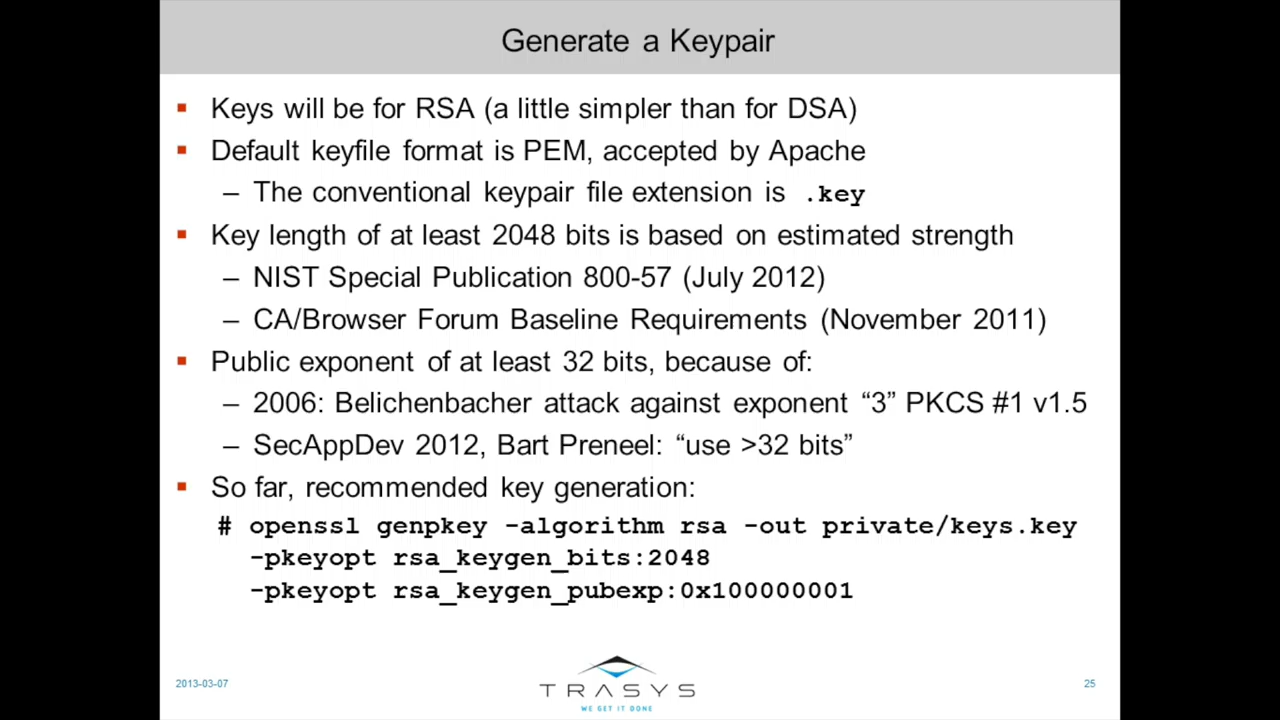 Generate a Keypair
▪ Keys will be for RSA (a little simpler than for DSA)
▪ Default keyfile format is PEM, accepted by Apache
– The conventional keypair file extension is .key
▪ Key length of at least 2048 bits is based on estimated strength
– NIST Special Publication 800-57 (July 2012)
– CA/Browser Forum Baseline Requirements (November 2011)
▪ Public exponent of at least 32 bits, because of:
– 2006: Belichenbacher attack against exponent “3” PKCS #1 v1.5
– SecAppDev 2012, Bart Preneel: “use >32 bits”
▪ So far, recommended key generation:
# openssl genpkey -algorithm rsa -out private/keys.key
-pkeyopt rsa_keygen_bits:2048
-pkeyopt rsa_keygen_pubexp:0x100000001
2013-03-07
TRASYS
WE GET IT DONE
25